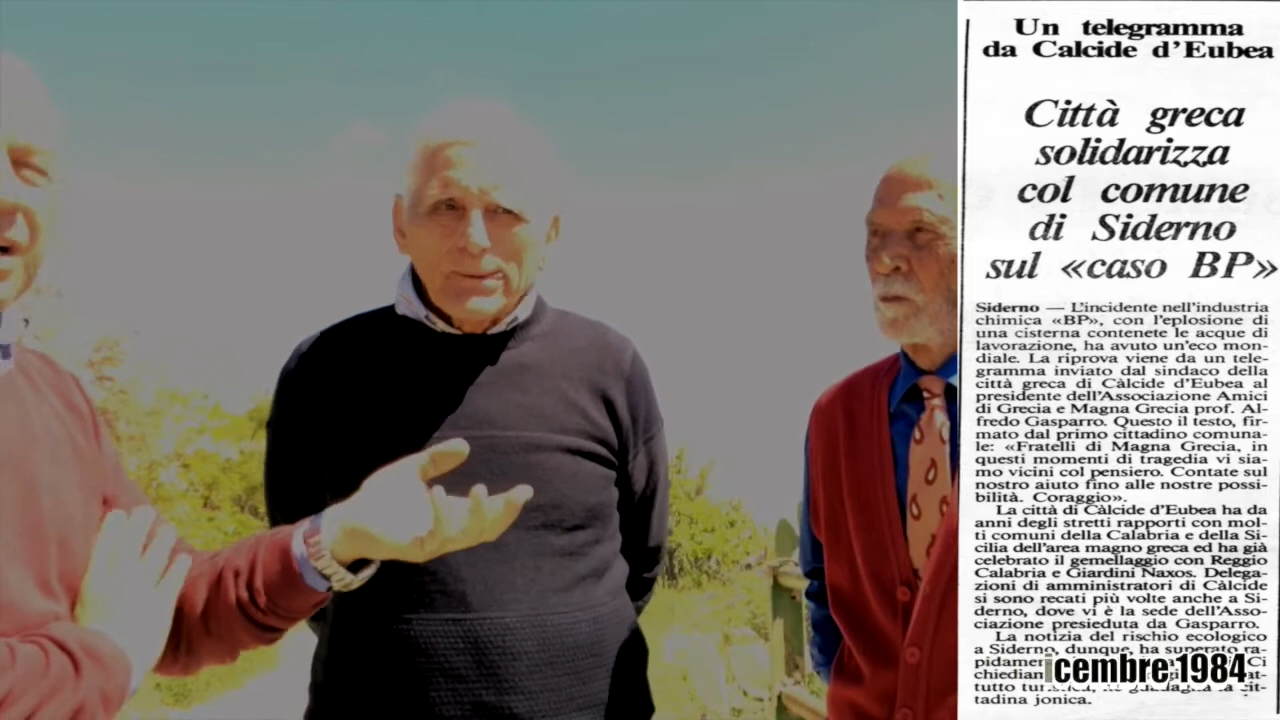 Un telegramma
da Calcide d'Eubea
Città greca
solidarizza
col comune
di Siderno
sul «caso BP»
Siderno — L'incidente nell'industria
chimica «BP», con l'eplosione di
una cisterna contenete le acque di
lavorazione, ha avuto un'eco mon-
diale. La riprova viene da un tele-
gramma inviato dal sindaco della
città greca di Càlcide d'Eubea al
presidente dell'Associazione Amici
di Grecia e Magna Grecia prof. Al-
fredo Gasparro. Questo il testo, fir-
mato dal primo cittadino comuna-
le: «Fratelli di Magna Grecia, in
questi momenti di tragedia vi sia-
mo vicini col pensiero. Contate sul
nostro aiuto fino alle nostre possi-
bilità. Coraggio».
La città di Càlcide d'Eubea ha da
anni degli stretti rapporti con mol-
ti comuni della Calabria e della Si-
cilia dell'area magno greca ed ha già
celebrato il gemellaggio con Reggio
Calabria e Giardini Naxos. Delega-
zioni di amministratori di Càlcide
si sono recati più volte anche a Si-
derno, dove vi è la sede dell'Asso-
ciazione presieduta da Gasparro.
La notizia del rischio ecologico
a Siderno, dunque, ha superato ra-
Ci
icembre 1984
tutto
tadina jonica.